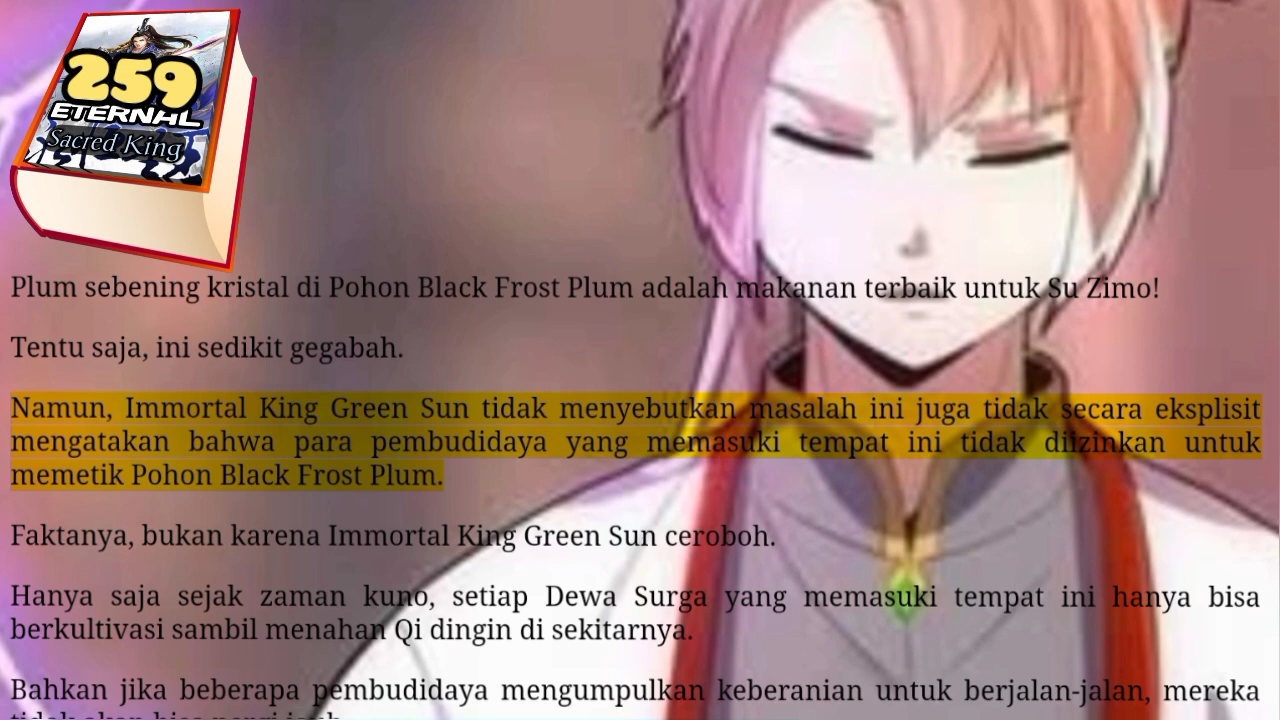 259
ETERNAL
Sacred King
Plum sebening kristal di Pohon Black Frost Plum adalah makanan terbaik untuk Su Zimo!
Tentu saja, ini sedikit gegabah.
Namun, Immortal King Green Sun tidak menyebutkan masalah ini juga tidak secara eksplisit
mengatakan bahwa para pembudidaya yang memasuki tempat ini tidak diizinkan untuk
memetik Pohon Black Frost Plum.
Faktanya, bukan karena Immortal King Green Sun ceroboh.
Hanya saja sejak zaman kuno, setiap Dewa Surga yang memasuki tempat ini hanya bisa
berkultivasi sambil menahan Qi dingin di sekitarnya.
Bahkan jika beberapa pembudidaya mengumpulkan keberanian untuk berjalan-jalan, mereka